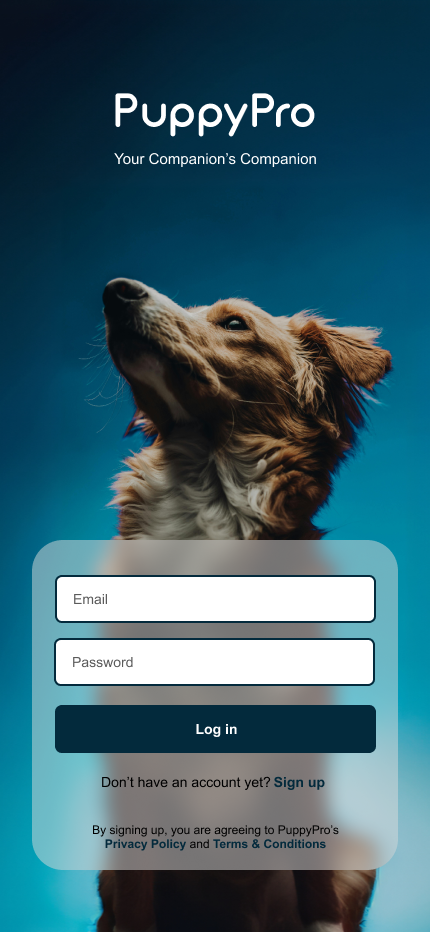 PuppyPro
Your Companion’s Companion
Email
Password
Log in
Don’t have an account yet? Sign up
By signing up, you are agreeing to PuppyPro’s
Privacy Policy and Terms & Conditions